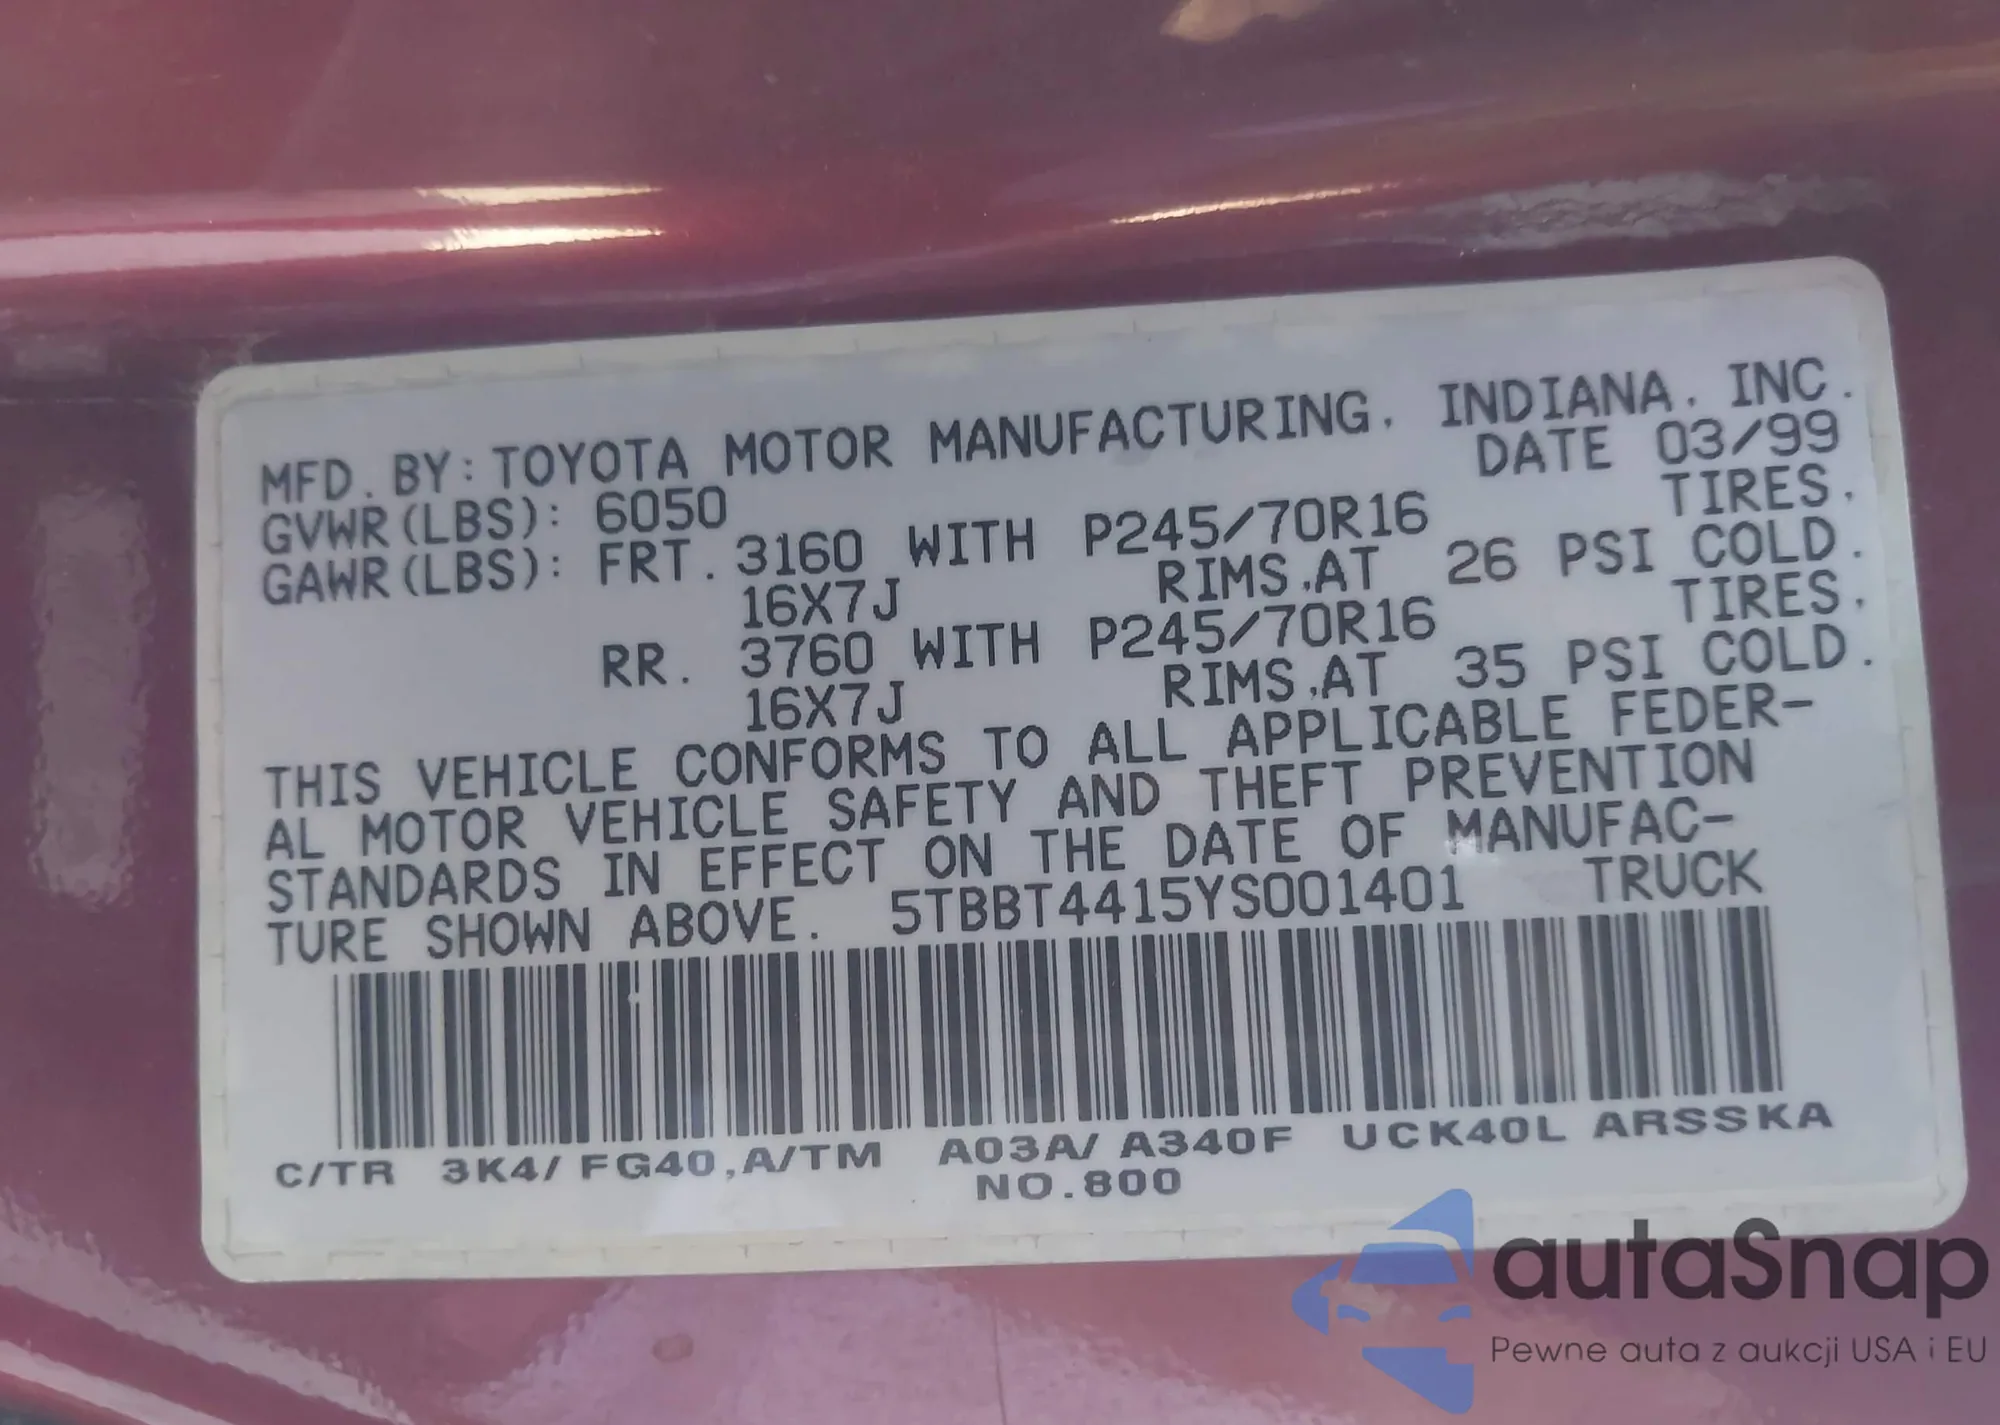 MFD. BY: TOYOTA MOTOR MANUFACTURING, INDIANA, INC.
DATE 03/99
GVWR(LBS): 6050
GAWR(LBS): FRT. 3160 WITH P245/70R16 TIRES,
16X7J RIMS,AT 26 PSI COLD.
RR. 3760 WITH P245/70R16 TIRES,
16X7J RIMS,AT 35 PSI COLD.
THIS VEHICLE CONFORMS TO ALL APPLICABLE FEDER-
AL MOTOR VEHICLE SAFETY AND THEFT PREVENTION
STANDARDS IN EFFECT ON THE DATE OF MANUFAC-
TURE SHOWN ABOVE. 5TBBT4415YS001401 TRUCK
C/TR 3K4/ FG40,A/TM A03A/ A340F UCK40L ARSSKA
NO.800
autaSnap
Pewne auta z aukcji USA i EU